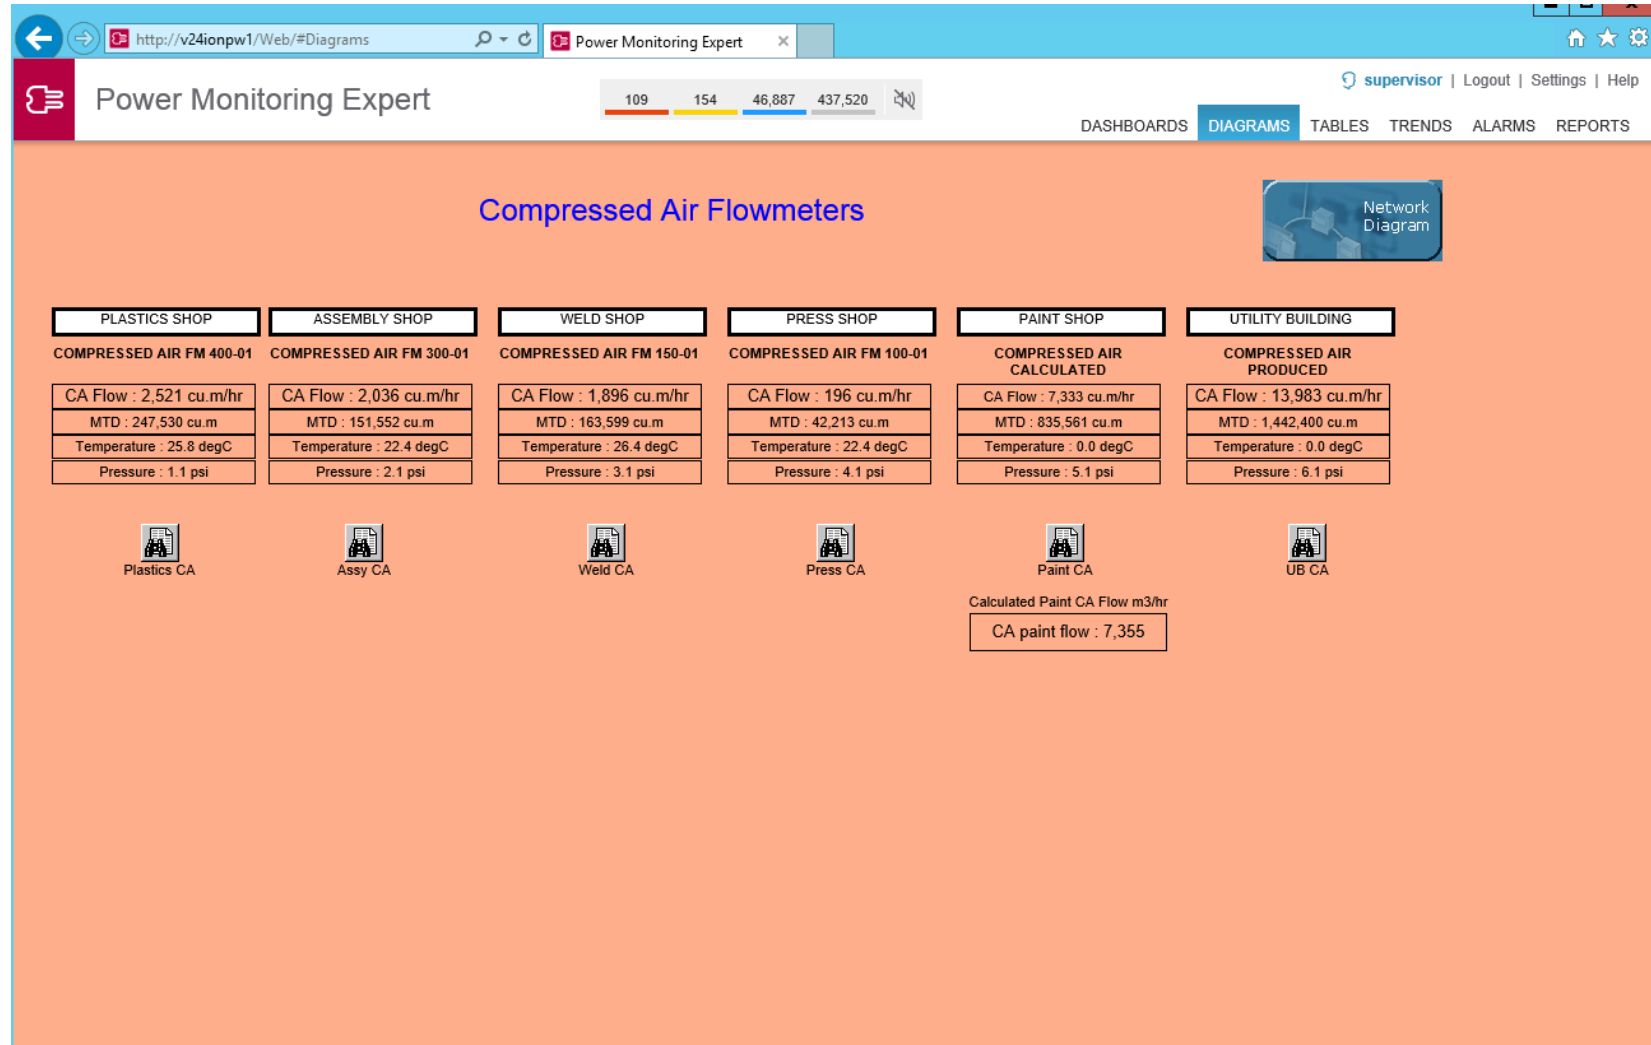 http://v24ionpw1/Web/#Diagrams
Power Monitoring Expert
supervisor | Logout | Settings | Help
Power Monitoring Expert
109 154 46,887 437,520
DASHBOARDS DIAGRAMS TABLES TRENDS ALARMS REPORTS
Compressed Air Flowmeters
Network
Diagram
PLASTICS SHOP ASSEMBLY SHOP WELD SHOP PRESS SHOP PAINT SHOP UTILITY BUILDING
COMPRESSED AIR FM 400-01 COMPRESSED AIR FM 300-01 COMPRESSED AIR FM 150-01 COMPRESSED AIR FM 100-01 COMPRESSED AIR COMPRESSED AIR
CALCULATED PRODUCED
CA Flow : 2,521 cu.m/hr CA Flow : 2,036 cu.m/hr CA Flow : 1,896 cu.m/hr CA Flow : 196 cu.m/hr CA Flow : 7,333 cu.m/hr CA Flow : 13,983 cu.m/hr
MTD : 247,530 cu.m MTD : 151,552 cu.m MTD : 163,599 cu.m MTD : 42,213 cu.m MTD : 835,561 cu.m MTD : 1,442,400 cu.m
Temperature : 25.8 degC Temperature : 22.4 degC Temperature : 26.4 degC Temperature : 22.4 degC Temperature : 0.0 degC Temperature : 0.0 degC
Pressure : 1.1 psi Pressure : 2.1 psi Pressure : 3.1 psi Pressure : 4.1 psi Pressure : 5.1 psi Pressure : 6.1 psi
Plastics CA Assy CA Weld CA Press CA Paint CA UB CA
Calculated Paint CA Flow m3/hr
CA paint flow : 7,355